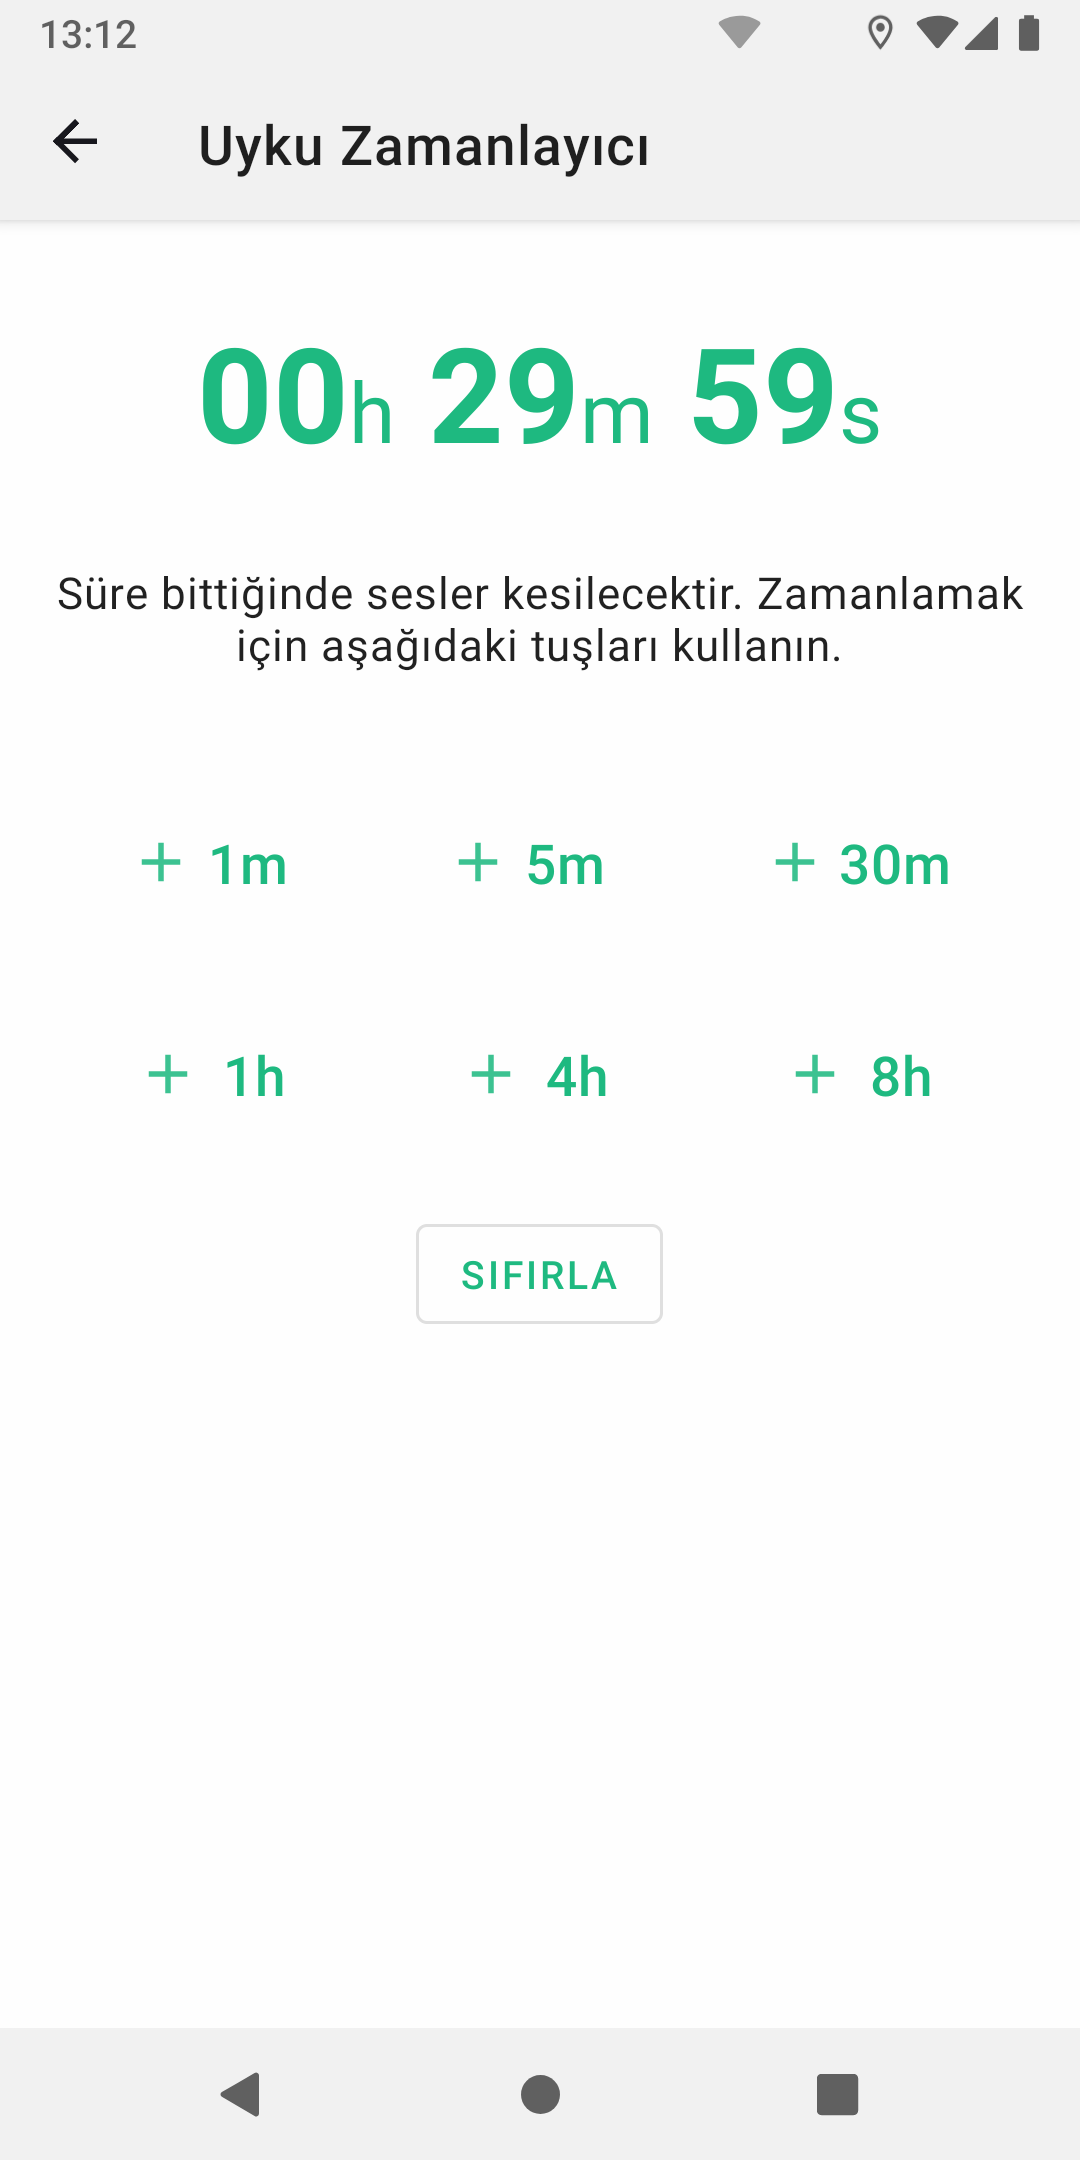 13:12
Uyku Zamanlayıcı
00h 29m 59s
Süre bittiğinde sesler kesilecektir. Zamanlamak
için aşağıdaki tuşları kullanın.
+ 1m + 5m + 30m
+ 1h + 4h + 8h
SIFIRLA